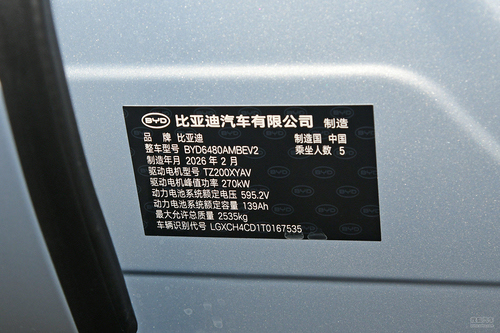 BYD 比亚迪汽车有限公司 制造
品 牌 比亚迪 制造国 中国
整车型号 BYD6480AMBEV2 乘坐人数 5
制造年月 2026 年 2 月
驱动电机型号 TZ200XYAV
驱动电机峰值功率 270kW
动力电池系统额定电压 595.2V
动力电池系统额定容量 139Ah
最大允许总质量 2535kg
车辆识别代号 LGXCH4CD1T0167535